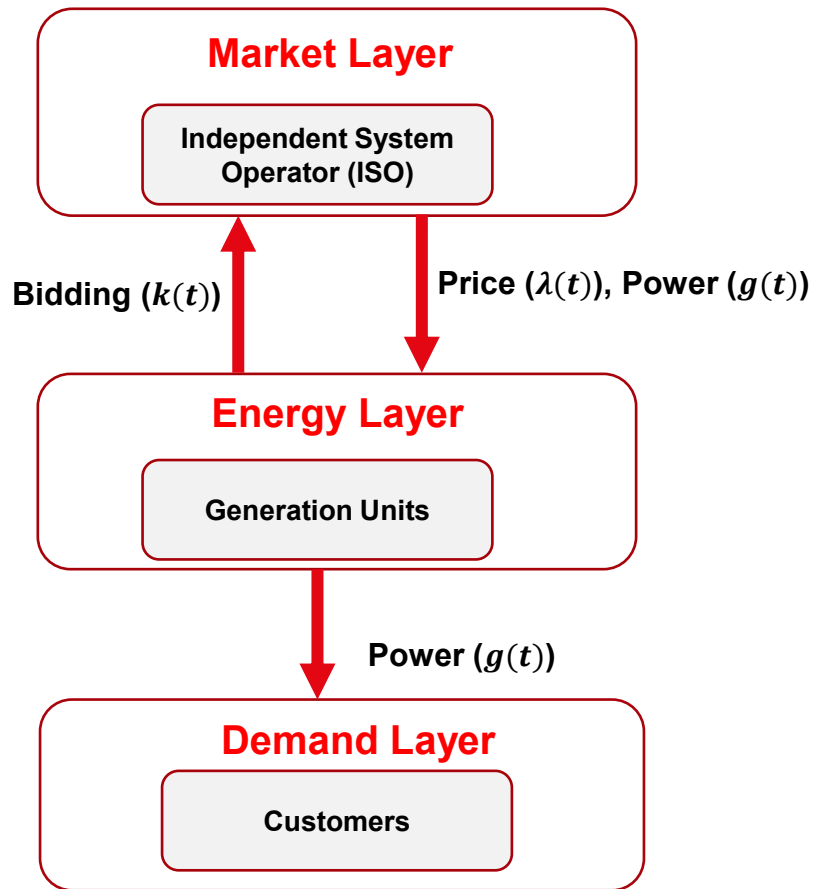 Market Layer
Independent System
Operator (ISO)
Bidding (k(t))
Price (λ(t)), Power (g(t))
Energy Layer
Generation Units
Power (g(t))
Demand Layer
Customers